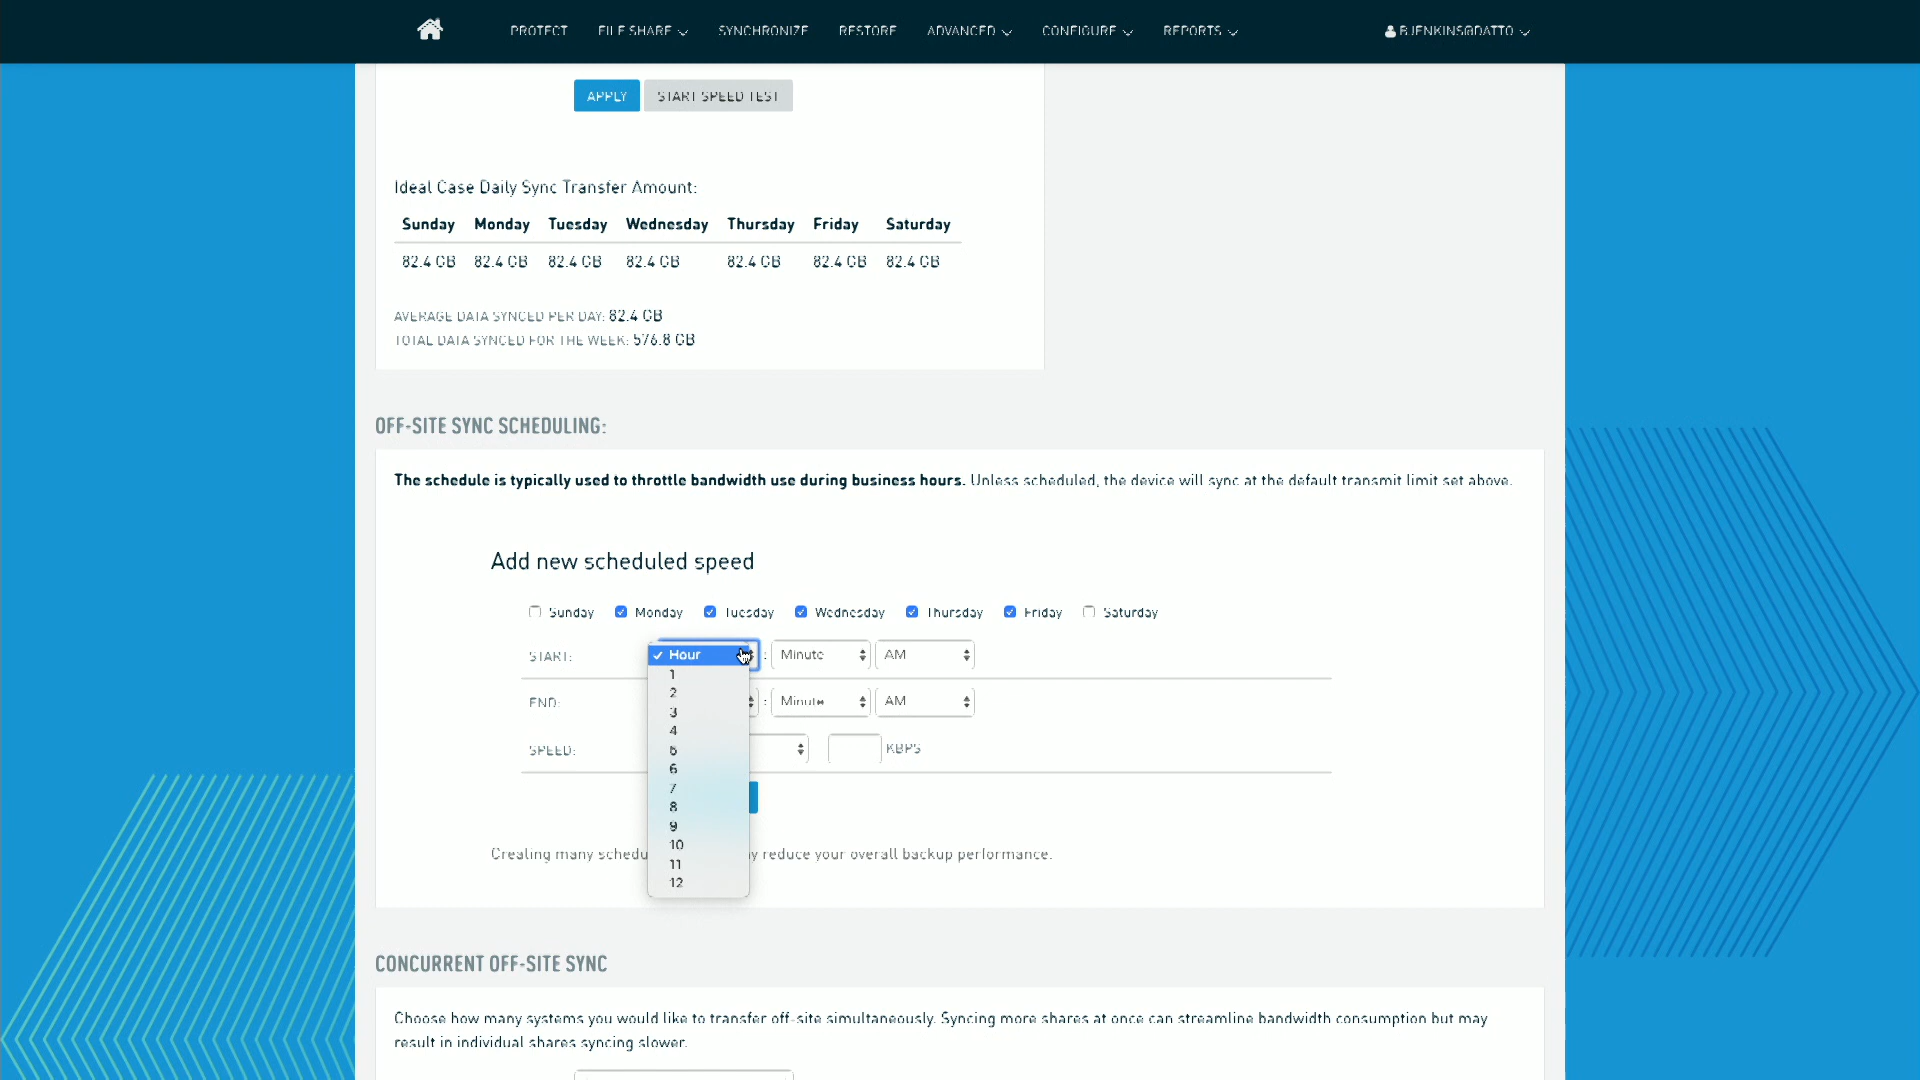 PROTECT FILE SHARE SYNCHRONIZE RESTORE ADVANCED CONFIGURE REPORTS BJENKINS@DATTO
APPLY START SPEED TEST
Ideal Case Daily Sync Transfer Amount:
Sunday Monday Tuesday Wednesday Thursday Friday Saturday
82.4 GB 82.4 GB 82.4 GB 82.4 GB 82.4 GB 82.4 GB 82.4 GB
AVERAGE DATA SYNCED PER DAY: 82.4 GB
TOTAL DATA SYNCED FOR THE WEEK: 576.8 GB
OFF-SITE SYNC SCHEDULING:
The schedule is typically used to throttle bandwidth use during business hours. Unless scheduled, the device will sync at the default transmit limit set above.
Add new scheduled speed
Sunday Monday Tuesday Wednesday Thursday Friday Saturday
START: Hour : Minute AM
1
2
END: : Minute AM
3
4
5
SPEED: KBPS
6
7
8
9
10
Creating many schedu y reduce your overall backup performance.
11
12
CONCURRENT OFF-SITE SYNC
Choose how many systems you would like to transfer off-site simultaneously. Syncing more shares at once can streamline bandwidth consumption but may
result in individual shares syncing slower.